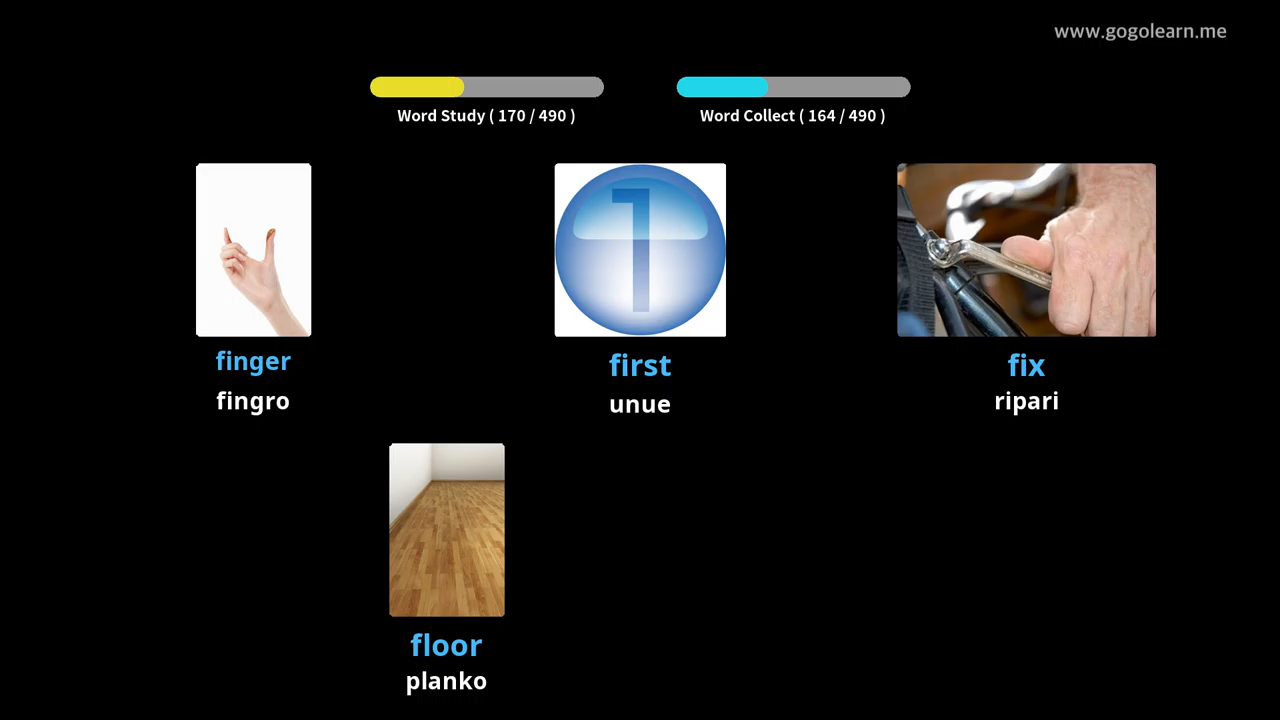 www.gogolearn.me
Word Study ( 170 / 490 )
Word Collect ( 164 / 490 )
1
finger
fingro
first
unue
fix
ripari
floor
planko